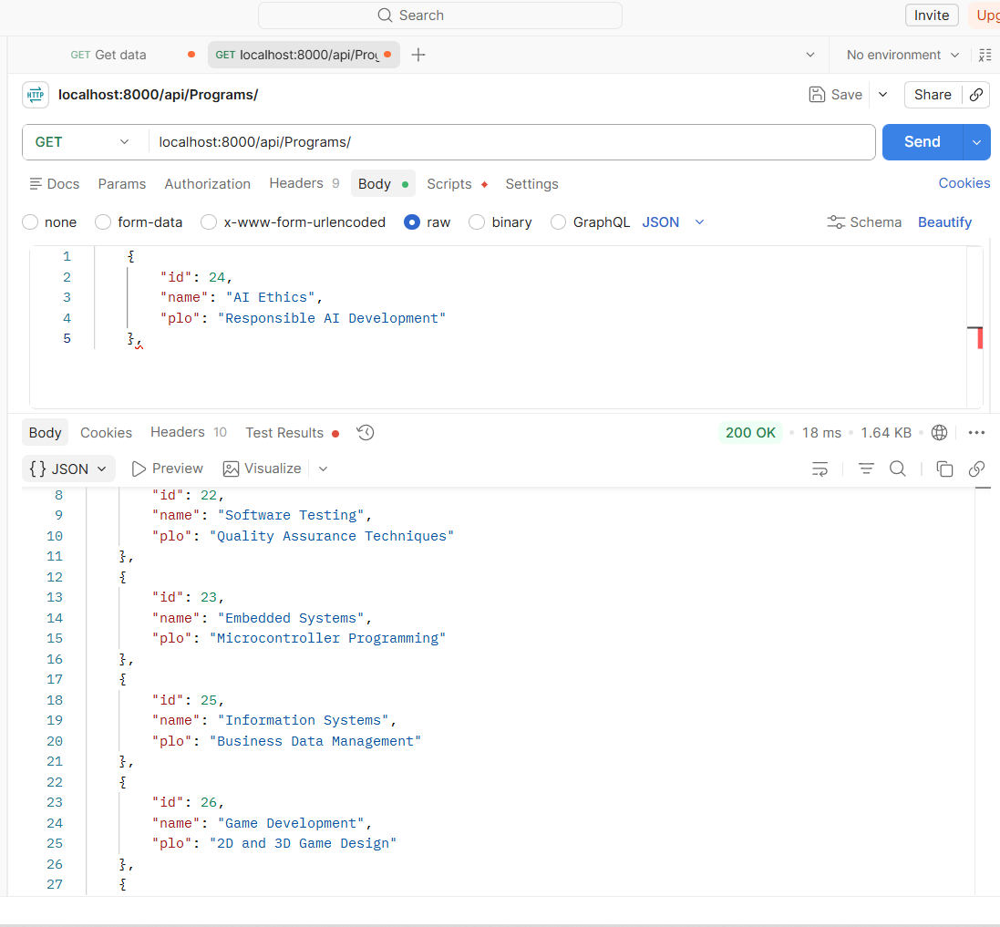 Search
Invite
Upg
GET Get data
GET localhost:8000/api/Prog
No environment
HTTP localhost:8000/api/Programs/
Save
Share
GET
localhost:8000/api/Programs/
Send
Docs
Params
Authorization
Headers 9
Body
Scripts
Settings
Cookies
none
form-data
x-www-form-urlencoded
raw
binary
GraphQL
JSON
Schema
Beautify
1 {
2 "id": 24,
3 "name": "AI Ethics",
4 "plo": "Responsible AI Development"
5 },
Body
Cookies
Headers 10
Test Results
200 OK
18 ms
1.64 KB
{ } JSON
Preview
Visualize
8 "id": 22,
9 "name": "Software Testing",
10 "plo": "Quality Assurance Techniques"
11 },
12 {
13 "id": 23,
14 "name": "Embedded Systems",
15 "plo": "Microcontroller Programming"
16 },
17 {
18 "id": 25,
19 "name": "Information Systems",
20 "plo": "Business Data Management"
21 },
22 {
23 "id": 26,
24 "name": "Game Development",
25 "plo": "2D and 3D Game Design"
26 },
27 {